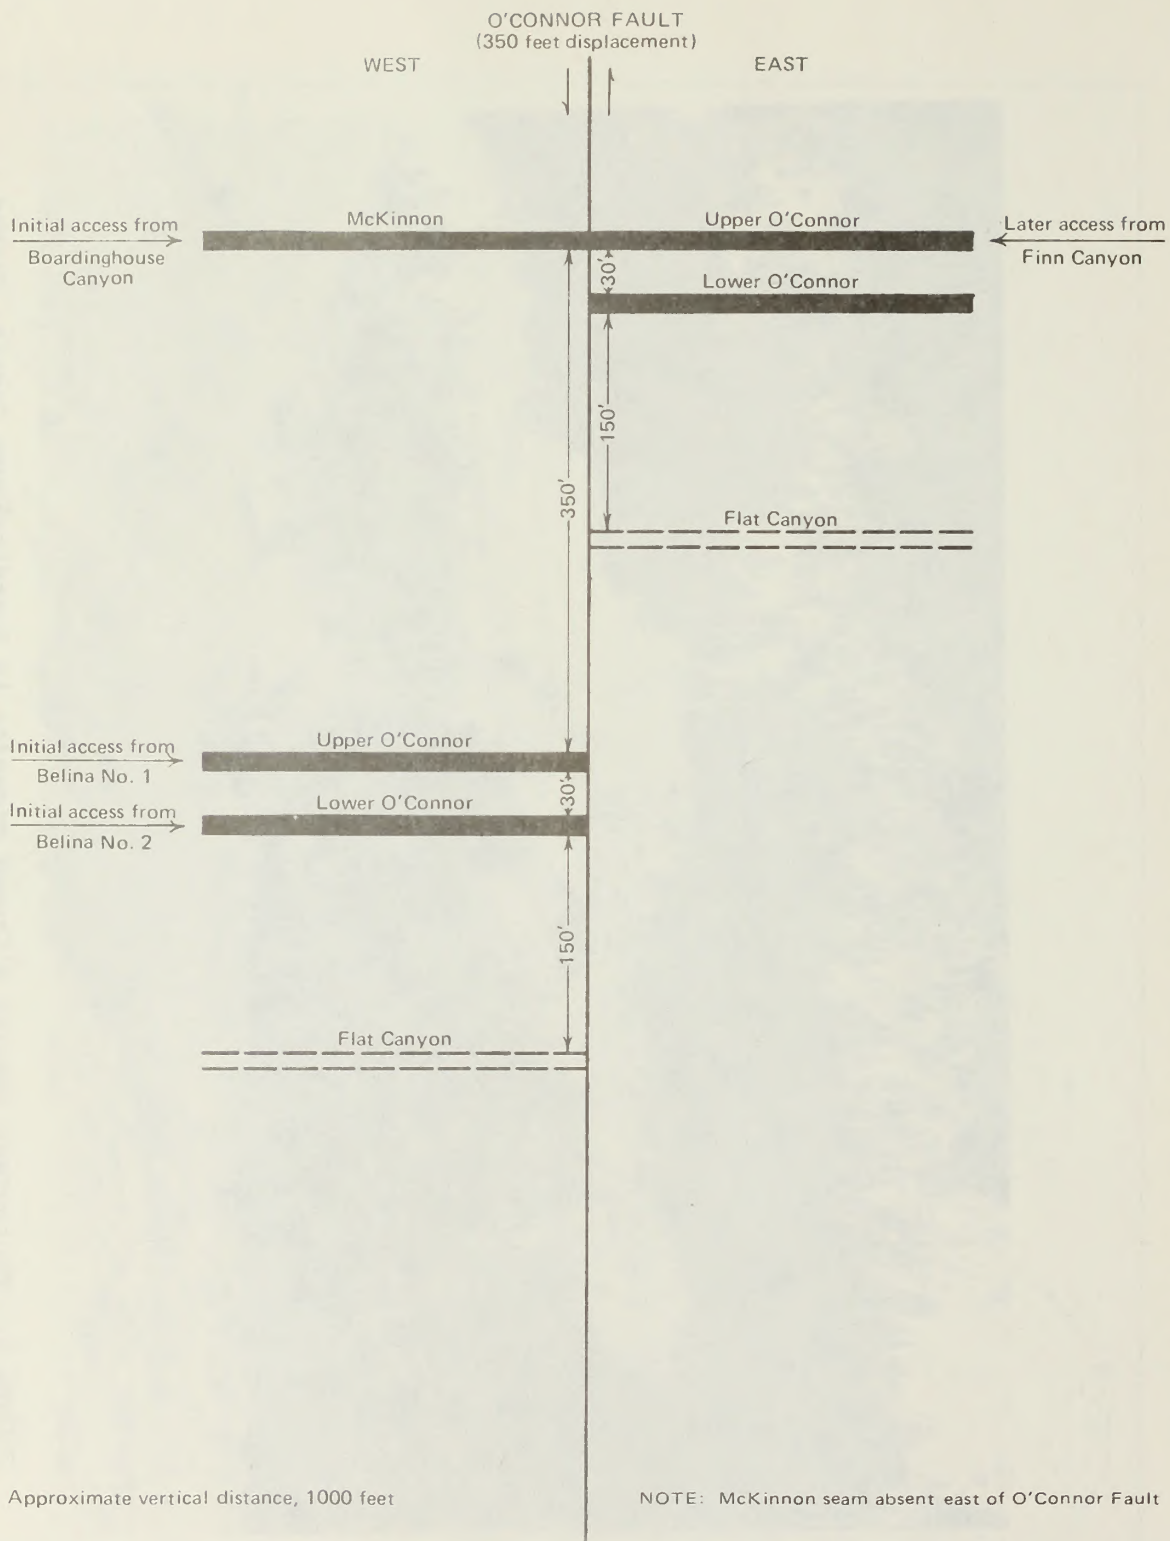 O'CONNOR FAULT
(350 feet displacement)
WEST
EAST
Initial access from
Boardinghouse
Canyon
McKinnon
Upper O'Connor
Later access from
Finn Canyon
30'
Lower O'Connor
150'
350'
Flat Canyon
Initial access from
Belina No. 1
Upper O'Connor
30'
Initial access from
Belina No. 2
Lower O'Connor
150'
Flat Canyon
Approximate vertical distance, 1000 feet
NOTE: McKinnon seam absent east of O'Connor Fault